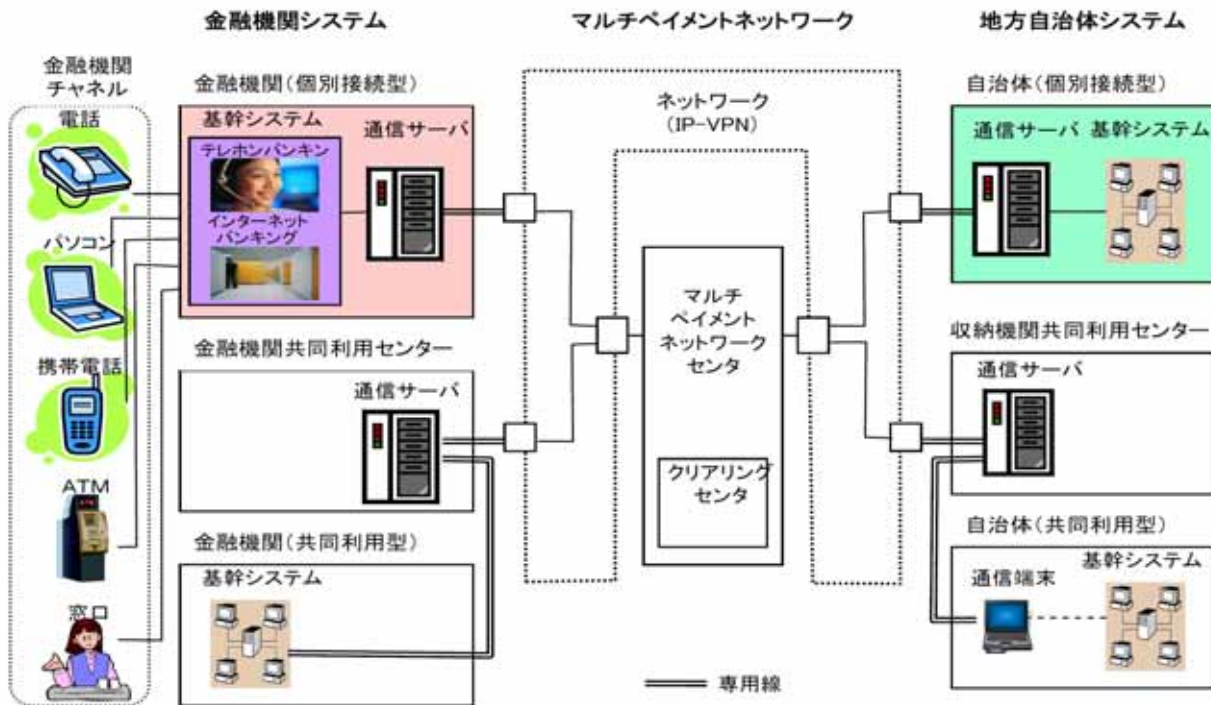 金融機関システム
マルチペイメントネットワーク
地方自治体システム
金融機関
チャネル
電話
パソコン
携帯電話
ATM
窓口
金融機関(個別接続型)
基幹システム
通信サーバ
テレホンバンキン
インターネット
バンキング
金融機関共同利用センター
通信サーバ
金融機関(共同利用型)
基幹システム
ネットワーク
(IP-VPN)
マルチ
ペイメント
ネットワーク
センタ
クリアリング
センタ
専用線
自治体(個別接続型)
通信サーバ 基幹システム
収納機関共同利用センター
通信サーバ
自治体(共同利用型)
通信端末
基幹システム